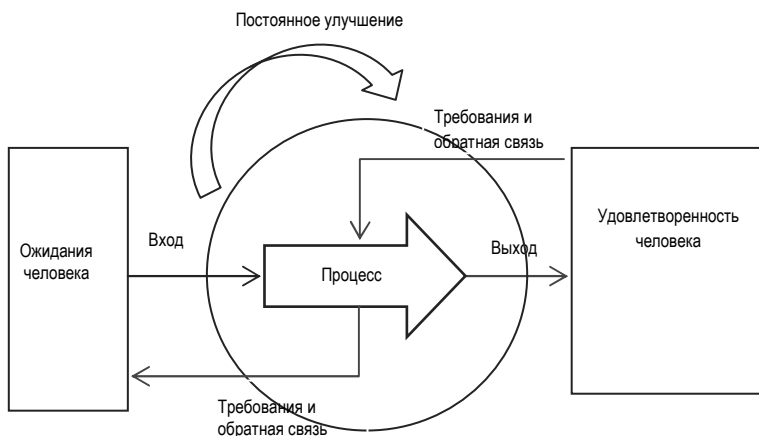 Постоянное улучшение
Требования и
обратная связь
Ожидания
человека
Вход
Процесс
Выход
Удовлетворенность
человека
Требования и
обратная связь